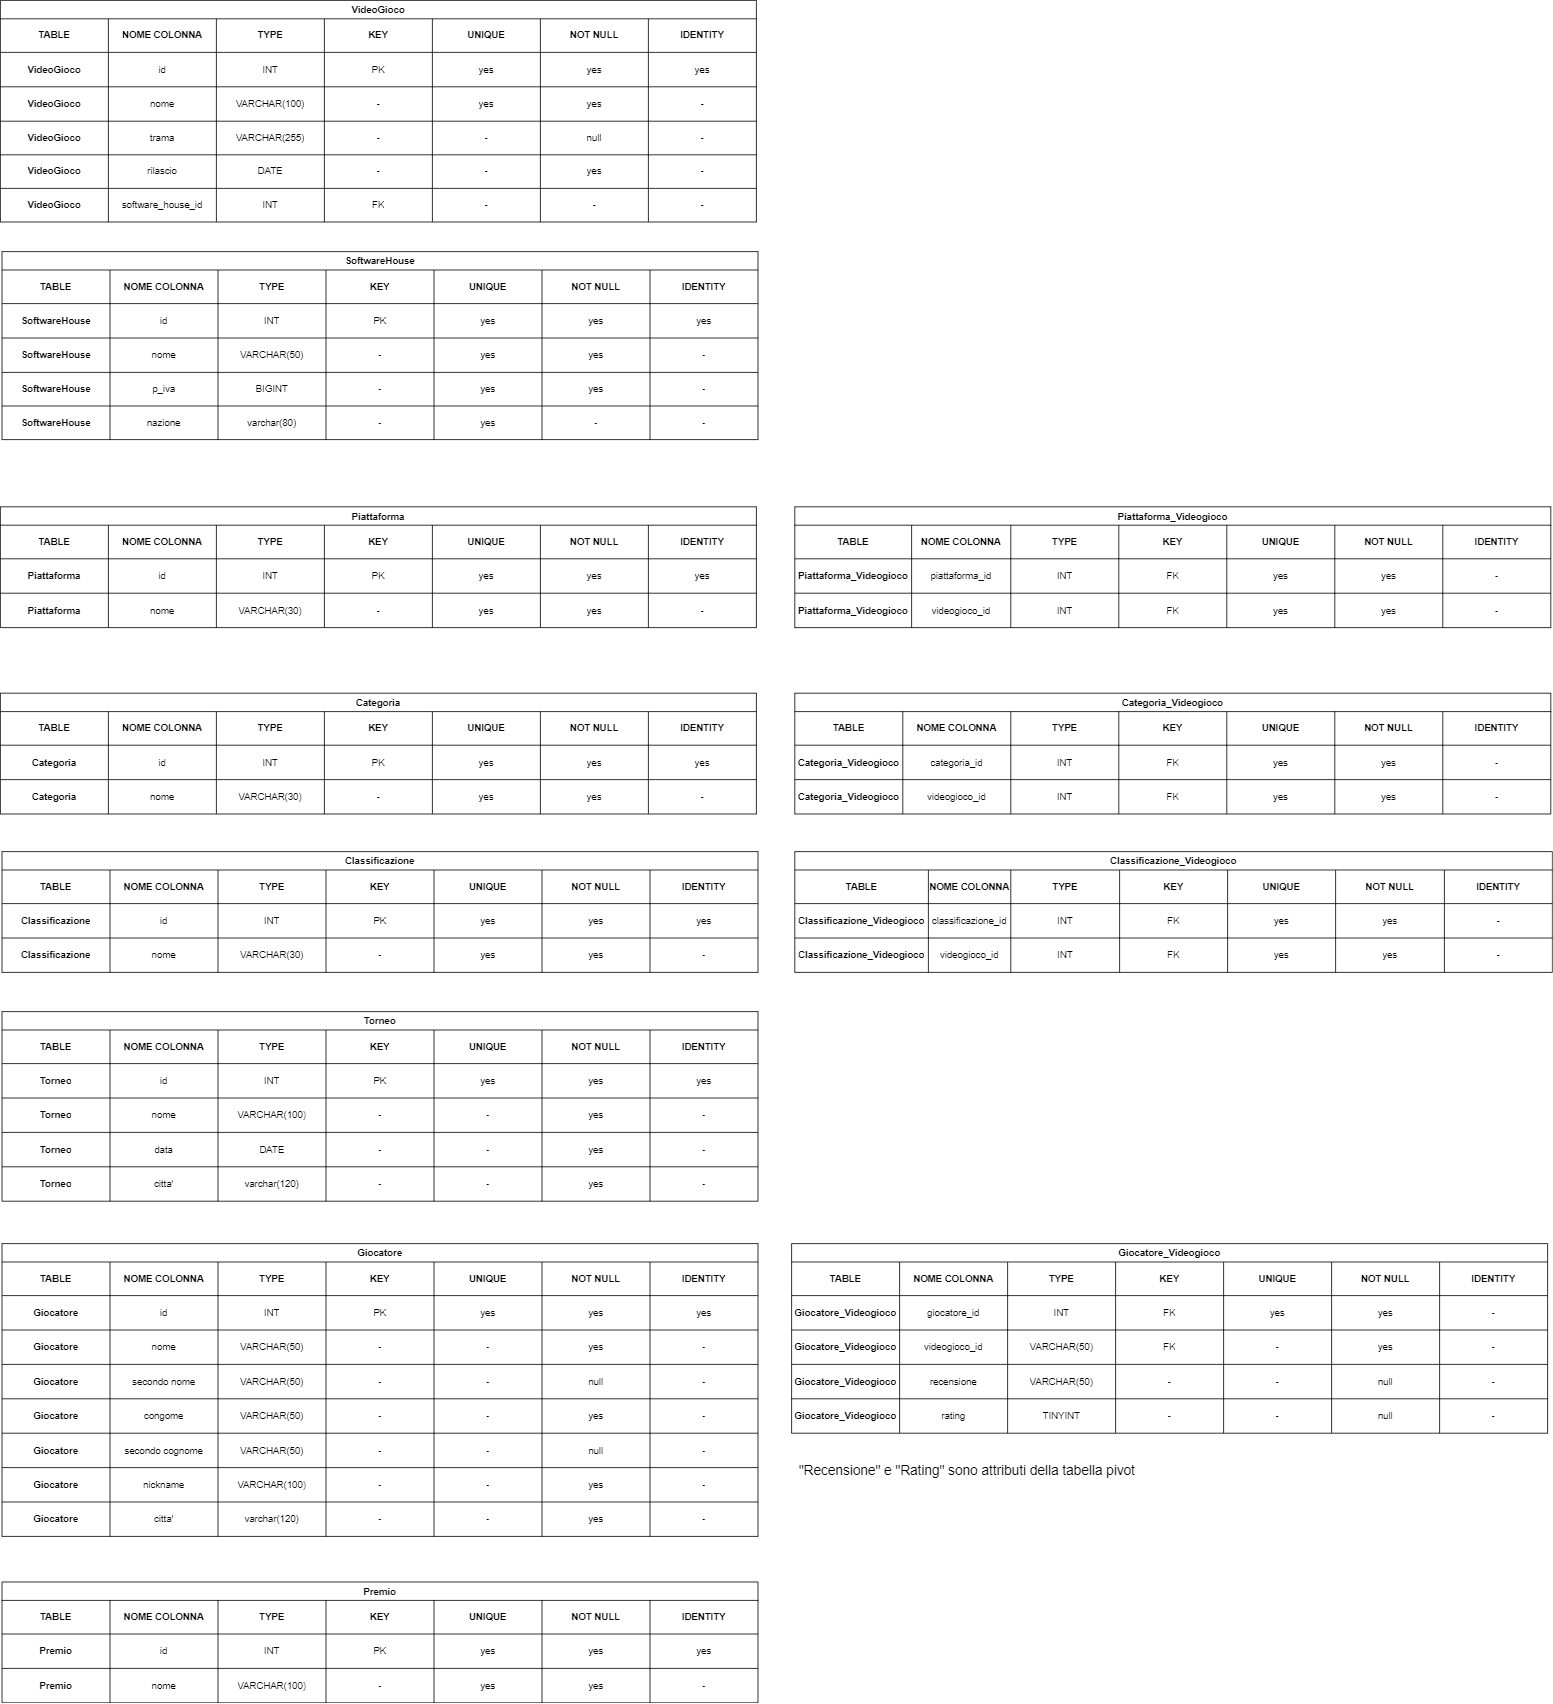 VideoGioco
TABLE NOME COLONNA TYPE KEY UNIQUE NOT NULL IDENTITY
VideoGioco id INT PK yes yes yes
VideoGioco nome VARCHAR(100) - yes yes -
VideoGioco trama VARCHAR(255) - - null -
VideoGioco rilascio DATE - - yes -
VideoGioco software_house_id INT FK - - -
SoftwareHouse
TABLE NOME COLONNA TYPE KEY UNIQUE NOT NULL IDENTITY
SoftwareHouse id INT PK yes yes yes
SoftwareHouse nome VARCHAR(50) - yes yes -
SoftwareHouse p_iva BIGINT - yes yes -
SoftwareHouse nazione varchar(80) - yes - -
Piattaforma
TABLE NOME COLONNA TYPE KEY UNIQUE NOT NULL IDENTITY
Piattaforma id INT PK yes yes yes
Piattaforma nome VARCHAR(30) - yes yes -
Piattaforma_Videogioco
TABLE NOME COLONNA TYPE KEY UNIQUE NOT NULL IDENTITY
Piattaforma_Videogioco piattaforma_id INT FK yes yes -
Piattaforma_Videogioco videogioco_id INT FK yes yes -
Categoria
TABLE NOME COLONNA TYPE KEY UNIQUE NOT NULL IDENTITY
Categoria id INT PK yes yes yes
Categoria nome VARCHAR(30) - yes yes -
Categoria_Videogioco
TABLE NOME COLONNA TYPE KEY UNIQUE NOT NULL IDENTITY
Categoria_Videogioco categoria_id INT FK yes yes -
Categoria_Videogioco videogioco_id INT FK yes yes -
Classificazione
TABLE NOME COLONNA TYPE KEY UNIQUE NOT NULL IDENTITY
Classificazione id INT PK yes yes yes
Classificazione nome VARCHAR(30) - yes yes -
Classificazione_Videogioco
TABLE NOME COLONNA TYPE KEY UNIQUE NOT NULL IDENTITY
Classificazione_Videogioco classificazione_id INT FK yes yes -
Classificazione_Videogioco videogioco_id INT FK yes yes -
Torneo
TABLE NOME COLONNA TYPE KEY UNIQUE NOT NULL IDENTITY
Torneo id INT PK yes yes yes
Torneo nome VARCHAR(100) - - yes -
Torneo data DATE - - yes -
Torneo citta' varchar(120) - - yes -
Giocatore
TABLE NOME COLONNA TYPE KEY UNIQUE NOT NULL IDENTITY
Giocatore id INT PK yes yes yes
Giocatore nome VARCHAR(50) - - yes -
Giocatore secondo nome VARCHAR(50) - - null -
Giocatore congome VARCHAR(50) - - yes -
Giocatore secondo cognome VARCHAR(50) - - null -
Giocatore nickname VARCHAR(100) - - yes -
Giocatore citta' varchar(120) - - yes -
Giocatore_Videogioco
TABLE NOME COLONNA TYPE KEY UNIQUE NOT NULL IDENTITY
Giocatore_Videogioco giocatore_id INT FK yes yes -
Giocatore_Videogioco videogioco_id VARCHAR(50) FK - yes -
Giocatore_Videogioco recensione VARCHAR(50) - - null -
Giocatore_Videogioco rating TINYINT - - null -
"Recensione" e "Rating" sono attributi della tabella pivot
Premio
TABLE NOME COLONNA TYPE KEY UNIQUE NOT NULL IDENTITY
Premio id INT PK yes yes yes
Premio nome VARCHAR(100) - yes yes -